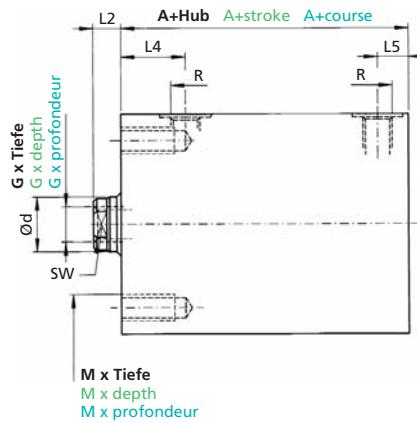 L2 A+Hub A+stroke A+course
L4 L5
R R
G x Tiefe
G x depth
G x profondeur
Ød
SW
M x Tiefe
M x depth
M x profondeur